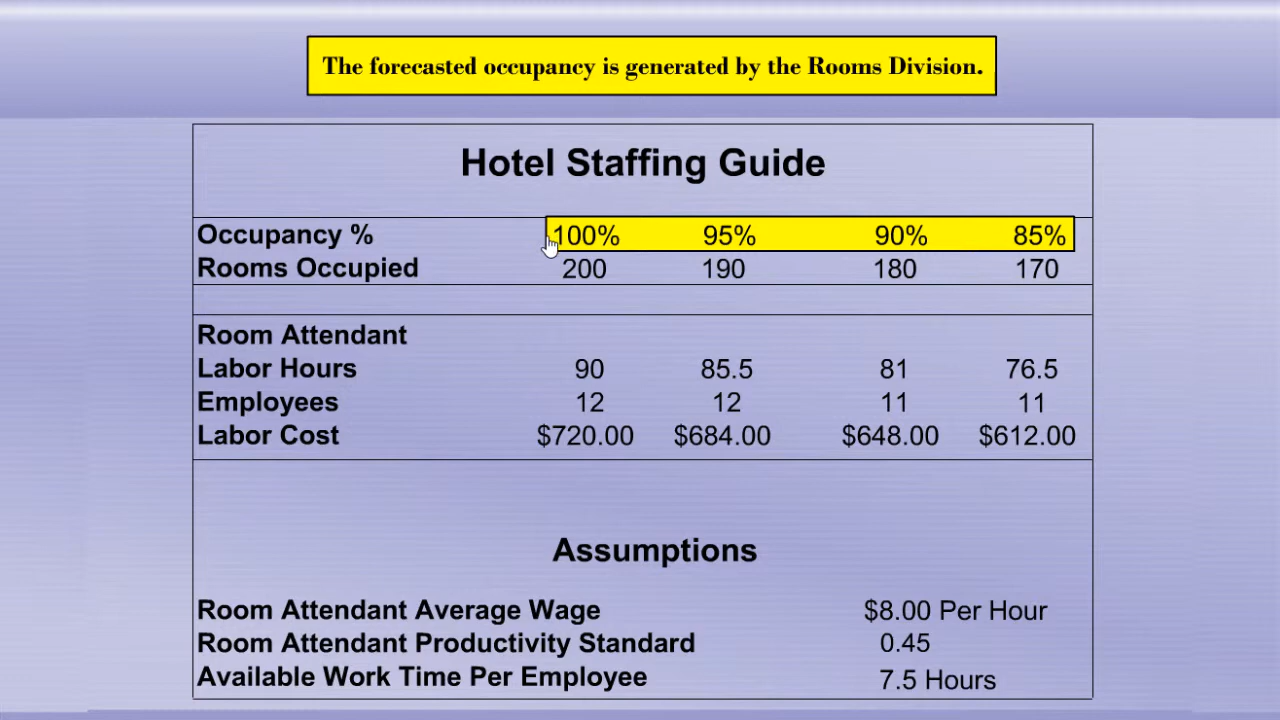 The forecasted occupancy is generated by the Rooms Division.
Hotel Staffing Guide
Occupancy % 100% 95% 90% 85%
Rooms Occupied 200 190 180 170
Room Attendant
Labor Hours 90 85.5 81 76.5
Employees 12 12 11 11
Labor Cost $720.00 $684.00 $648.00 $612.00
Assumptions
Room Attendant Average Wage $8.00 Per Hour
Room Attendant Productivity Standard 0.45
Available Work Time Per Employee 7.5 Hours